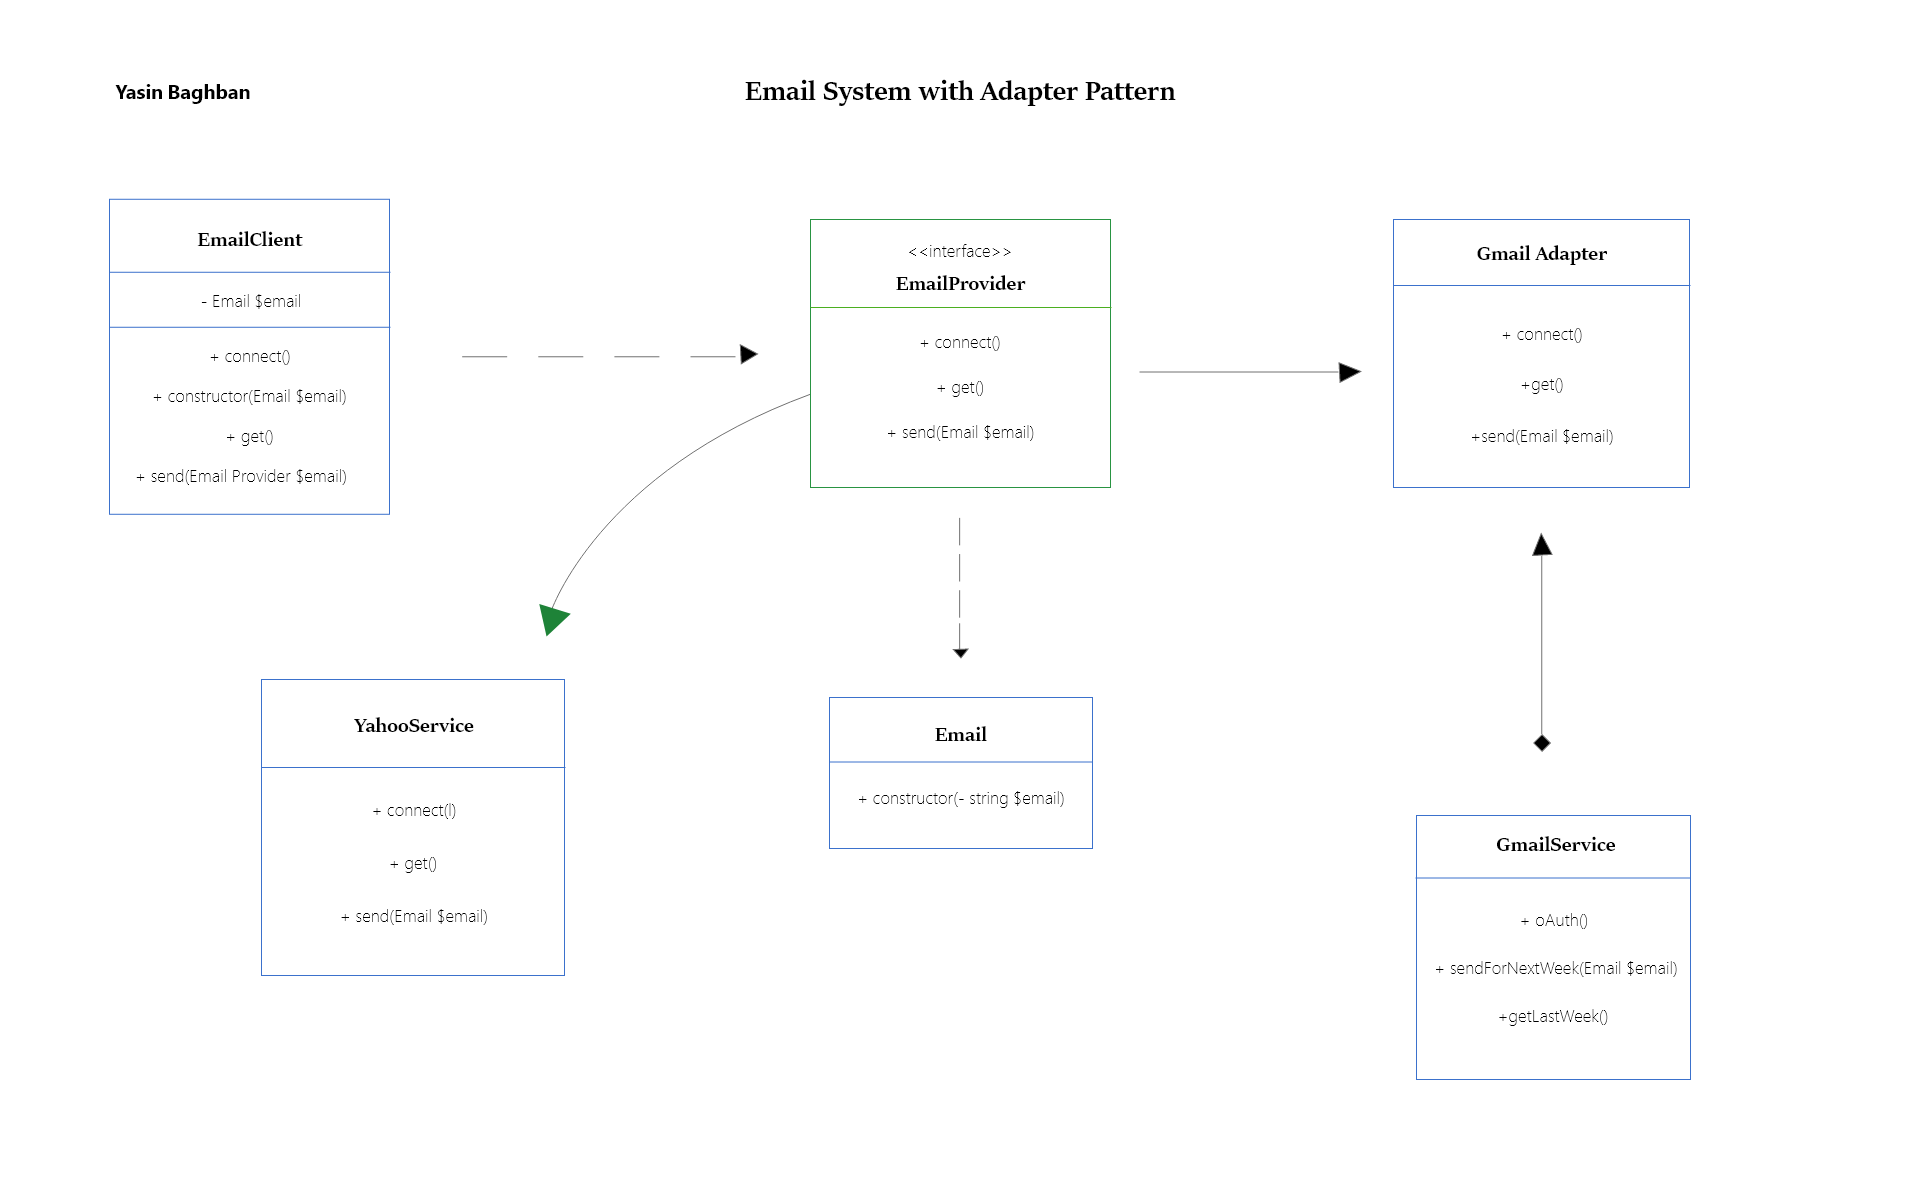 Yasin Baghban
Email System with Adapter Pattern
EmailClient
- Email $email
+ connect()
+ constructor(Email $email)
+ get()
+ send(Email Provider $email)
<<interface>>
EmailProvider
+ connect()
+ get()
+ send(Email $email)
Gmail Adapter
+ connect()
+get()
+send(Email $email)
YahooService
+ connect(l)
+ get()
+ send(Email $email)
Email
+ constructor(- string $email)
GmailService
+ oAuth()
+ sendForNextWeek(Email $email)
+getLastWeek()